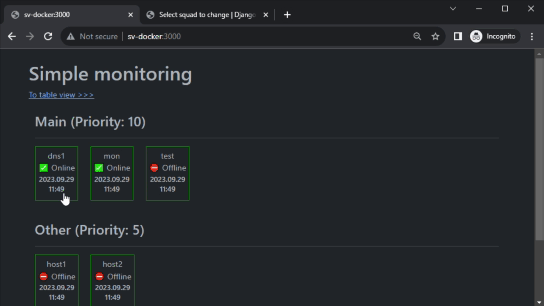 sv-docker:3000
Select squad to change | Django
Not secure
sv-docker:3000
Incognito
Simple monitoring
To table view >>>
Main (Priority: 10)
dns1
Online
2023.09.29
11:49
mon
Online
2023.09.29
11:49
test
Offline
2023.09.29
11:49
Other (Priority: 5)
host1
Offline
2023.09.29
11:49
host2
Offline
2023.09.29
11:49